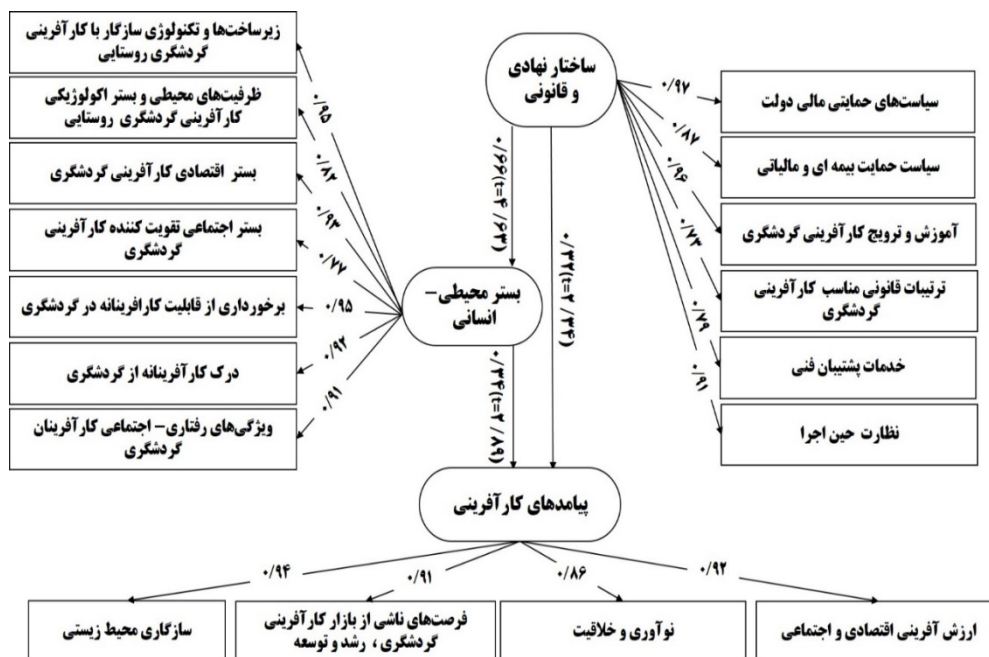 ساختار نهادی
و قانونی
سیاست‌های حمایتی مالی دولت
سیاست حمایت بیمه ای و مالیاتی
آموزش و ترویج کارآفرینی گردشگری
ترتیبات قانونی مناسب کارآفرینی
گردشگری
خدمات پشتیبان فنی
نظارت حین اجرا
۰/۹۷
۰/۸۷
۰/۹۶
۰/۷۳
۰/۷۹
۰/۹۱
زیرساخت‌ها و تکنولوژی سازگار با کارآفرینی
گردشگری روستایی
ظرفیت‌های محیطی و بستر اکولوژیکی
کارآفرینی گردشگری روستایی
بستر اقتصادی کارآفرینی گردشگری
بستر اجتماعی تقویت کننده کارآفرینی
گردشگری
برخورداری از قابلیت کارافرینانه در گردشگری
درک کارآفرینانه از گردشگری
ویژگی‌های رفتاری- اجتماعی کارآفرینان
گردشگری
۰/۹۵
۰/۸۲
۰/۹۳
۰/۷۷
۰/۹۵
۰/۹۲
۰/۹۱
۰/۶۶(t=۴/۶۳)
۰/۳۲(t=۲/۳۴)
بستر محیطی-
انسانی
۰/۳۴(t=۲/۸۹)
پیامدهای کارآفرینی
۰/۹۲
۰/۸۶
۰/۹۱
۰/۹۴
ارزش آفرینی اقتصادی و اجتماعی
نوآوری و خلاقیت
فرصت‌های ناشی از بازار کارآفرینی
گردشگری ، رشد و توسعه
سازگاری محیط زیستی